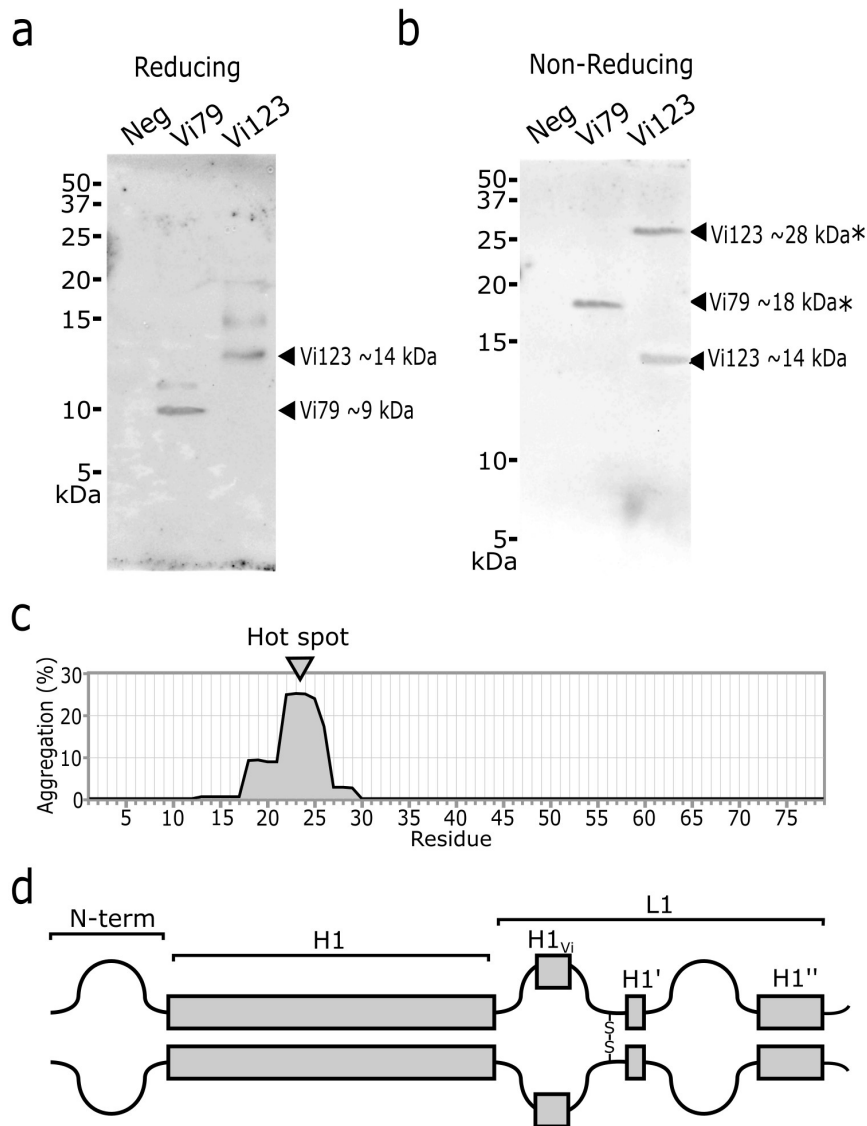 a
Reducing
Neg Vi79 Vi123
50
37
25
20
15
10
5
kDa
Vi123 ~14 kDa
Vi79 ~9 kDa
b
Non-Reducing
Neg Vi79 Vi123
50
37
25
20
15
10
5
kDa
Vi123 ~28 kDa*
Vi79 ~18 kDa*
Vi123 ~14 kDa
c
Hot spot
Aggregation (%)
30
20
10
0
5 10 15 20 25 30 35 40 45 50 55 60 65 70 75
Residue
d
N-term
H1
L1
H1Vi
H1'
H1''
S
S